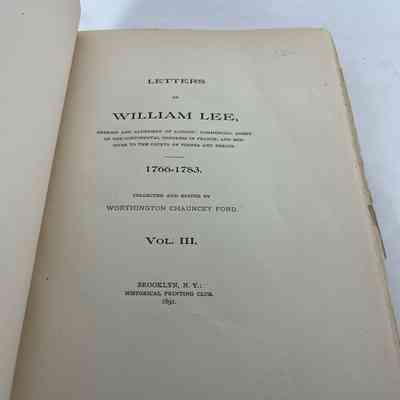 LETTERS
OF
WILLIAM LEE,
SHERIFF AND ALDERMAN OF LONDON; COMMERCIAL AGENT
OF THE CONTINENTAL CONGRESS IN FRANCE; AND MIN-
ISTER TO THE COURTS OF VIENNA AND BERLIN.
1766-1783.
COLLECTED AND EDITED BY
WORTHINGTON CHAUNCEY FORD.
VOL. III.
BROOKLYN, N. Y.:
HISTORICAL PRINTING CLUB.
1891.